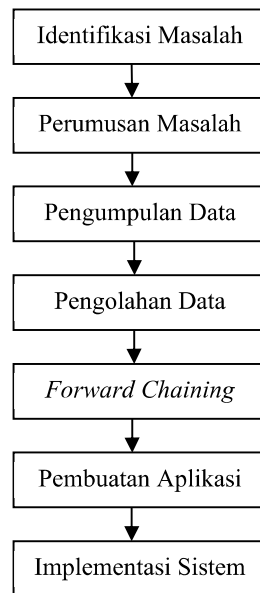 Identifikasi Masalah
Perumusan Masalah
Pengumpulan Data
Pengolahan Data
Forward Chaining
Pembuatan Aplikasi
Implementasi Sistem